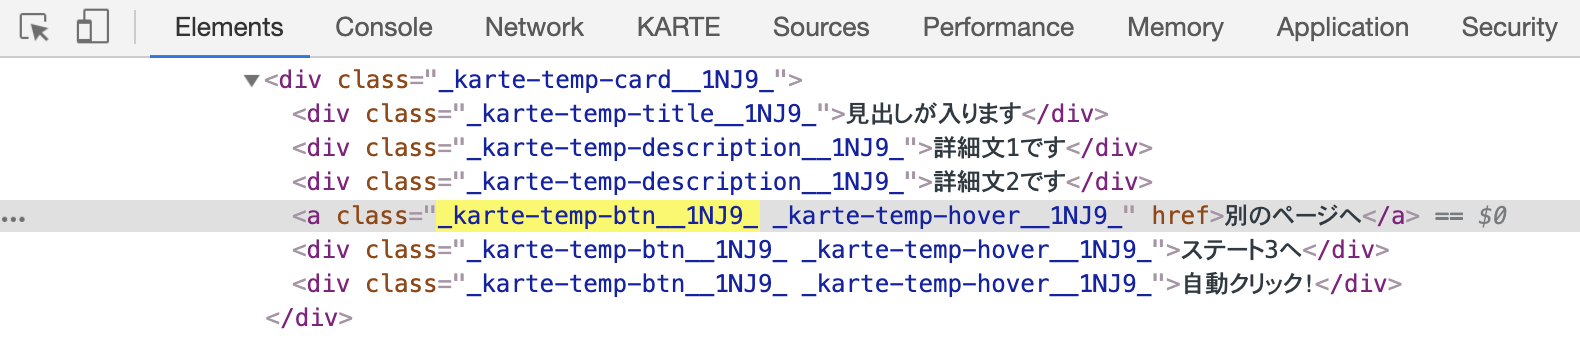 Elements Console Network KARTE Sources Performance Memory Application Security
▼<div class="_karte-temp-card__1NJ9_">
<div class="_karte-temp-title__1NJ9_">見出しが入ります</div>
<div class="_karte-temp-description__1NJ9_">詳細文1です</div>
<div class="_karte-temp-description__1NJ9_">詳細文2です</div>
… <a class="_karte-temp-btn__1NJ9_ _karte-temp-hover__1NJ9_" href>別のページへ</a> == $0
<div class="_karte-temp-btn__1NJ9_ _karte-temp-hover__1NJ9_">ステート3へ</div>
<div class="_karte-temp-btn__1NJ9_ _karte-temp-hover__1NJ9_">自動クリック!</div>
</div>